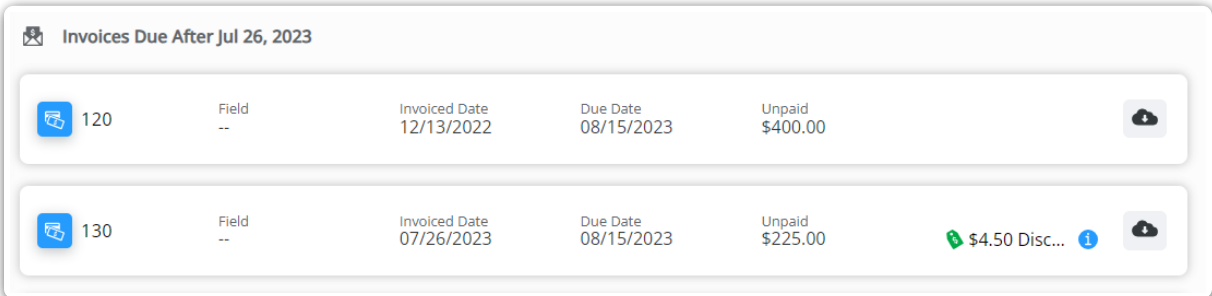 Invoices Due After Jul 26, 2023
120
Field
--
Invoiced Date
12/13/2022
Due Date
08/15/2023
Unpaid
$400.00
130
Field
--
Invoiced Date
07/26/2023
Due Date
08/15/2023
Unpaid
$225.00
$4.50 Disc...